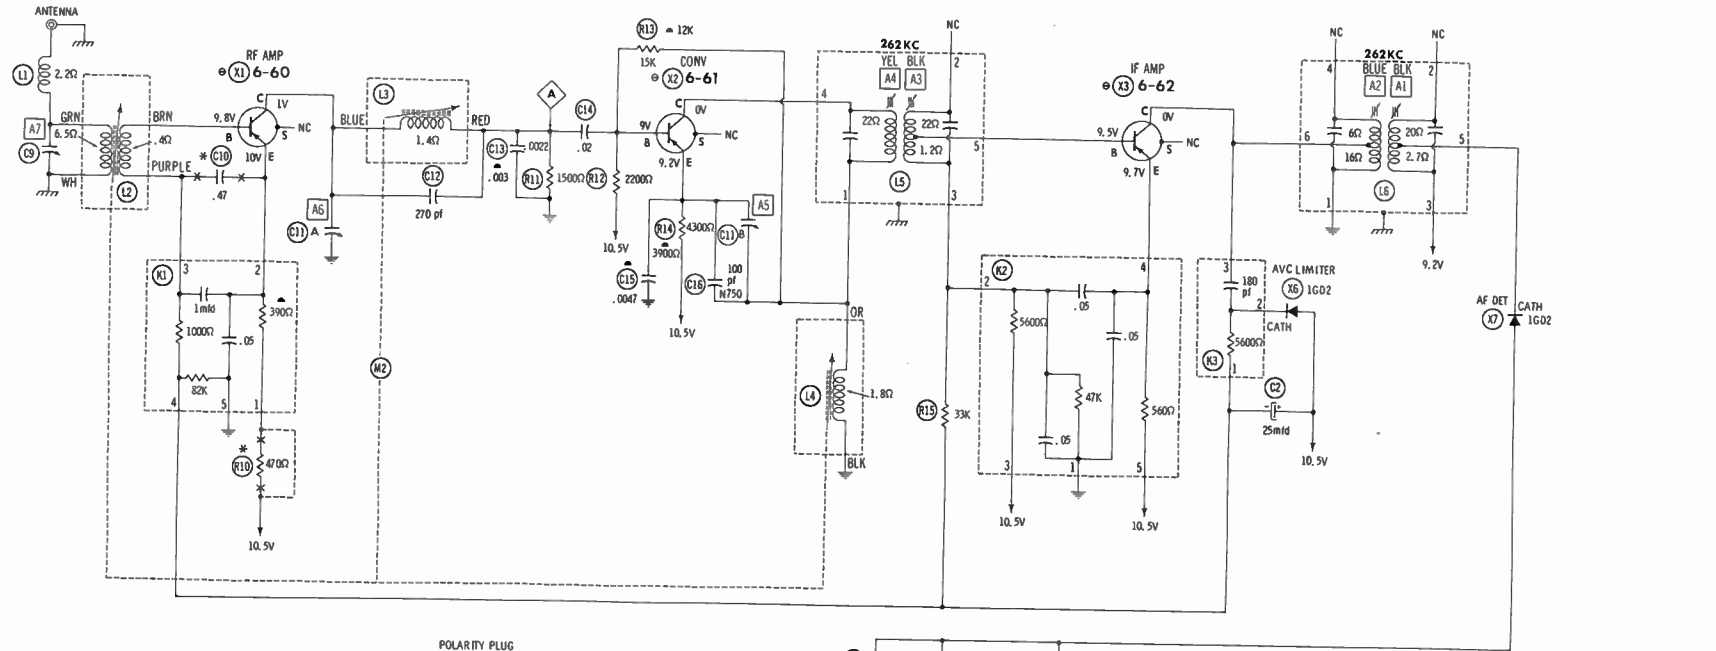 ANTENNA
L1
2.2Ω
A7
GRN
6.5Ω
C9
WH
L2
BRN
.4Ω
PURPLE
RF AMP
⊖ X1 6-60
C
1V
9.8V
B
S
NC
10V
E
* C10
.47
BLUE
L3
1.4Ω
RED
C12
270 pf
A6
C11 A
A
C14
.02
C13
.0022
.003
R11
1500Ω
R12
2200Ω
10.5V
R13
12K
15K
CONV
⊖ X2 6-61
C
0V
9V
B
S
NC
9.2V
E
R14
4300Ω
3900Ω
C15
.0047
C11 B
A5
C16
100
pf
N750
10.5V
262KC
YEL BLK
A4 A3
NC
4
2
22Ω
22Ω
1.2Ω
5
L5
1
3
IF AMP
⊖ X3 6-62
C
0V
9.5V
B
S
NC
9.7V
E
NC
NC
262KC
BLUE BLK
A2 A1
4
2
6
6Ω
20Ω
5
16Ω
2.7Ω
L6
1
3
9.2V
K1
3
2
1mfd
390Ω
1000Ω
.05
82K
4
5
1
*
R10
470Ω
10.5V
M2
OR
L4
1.8Ω
BLK
R15
33K
K2
2
4
.05
5600Ω
.05
47K
560Ω
.05
3
1
5
10.5V
10.5V
3
180
pf
AVC LIMITER
X6 1GD2
2
CATH
5600Ω
K3
1
C2
- +
25mfd
10.5V
AF DET
CATH
X7
1GD2
POLARITY PLUG